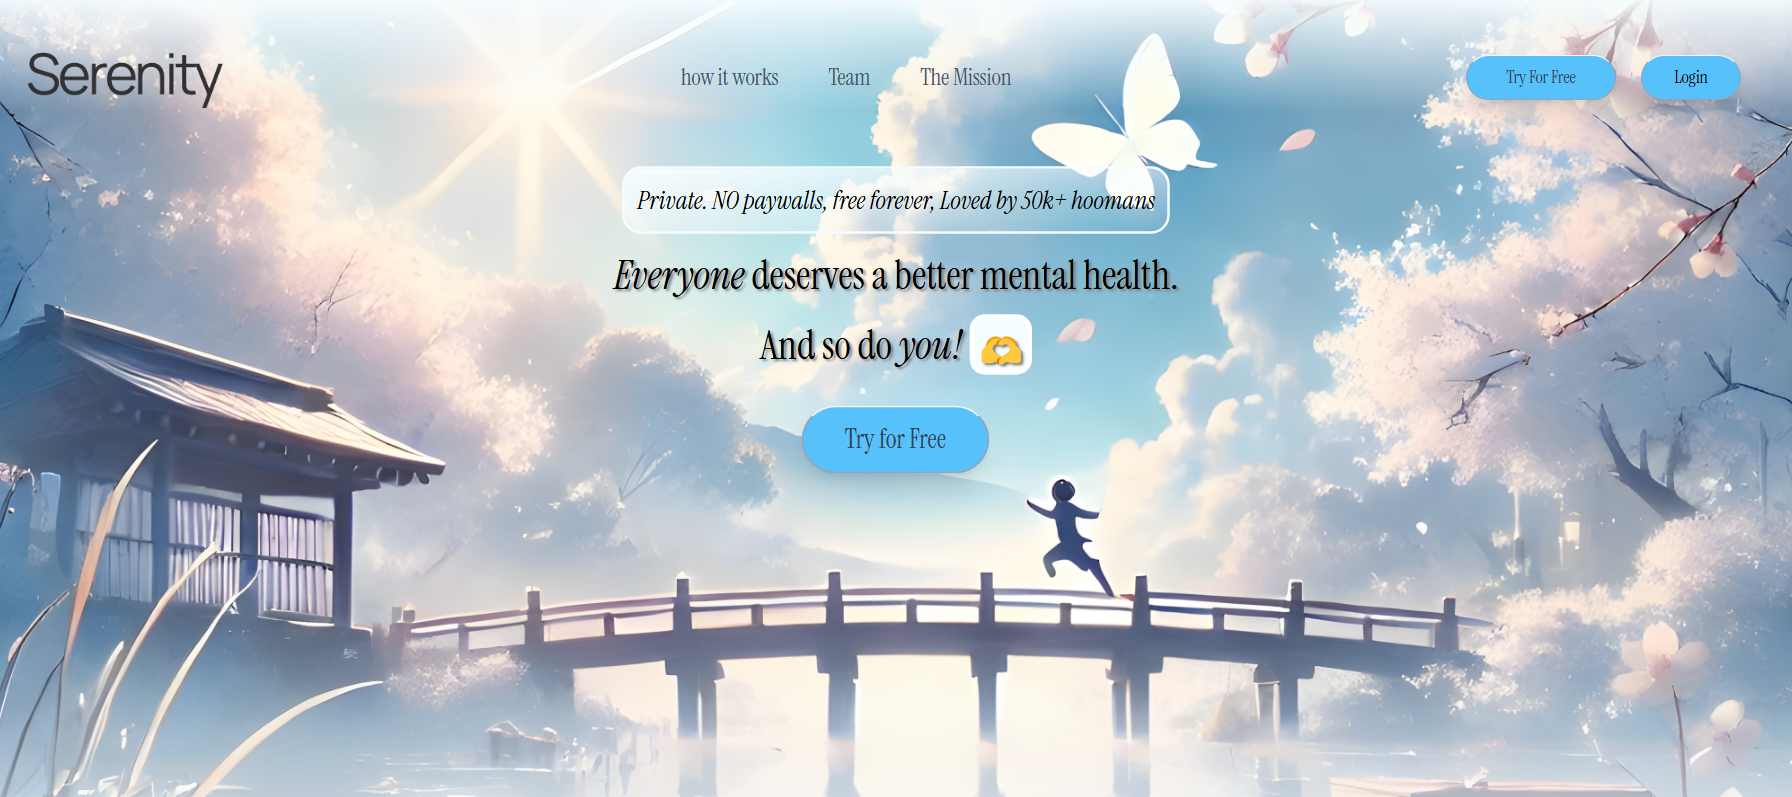 Serenity
how it works
Team
The Mission
Try For Free
Login
Private. NO paywalls, free forever, Loved by 50k+ hoomans
Everyone deserves a better mental health.
And so do you! 🫶
Try for Free